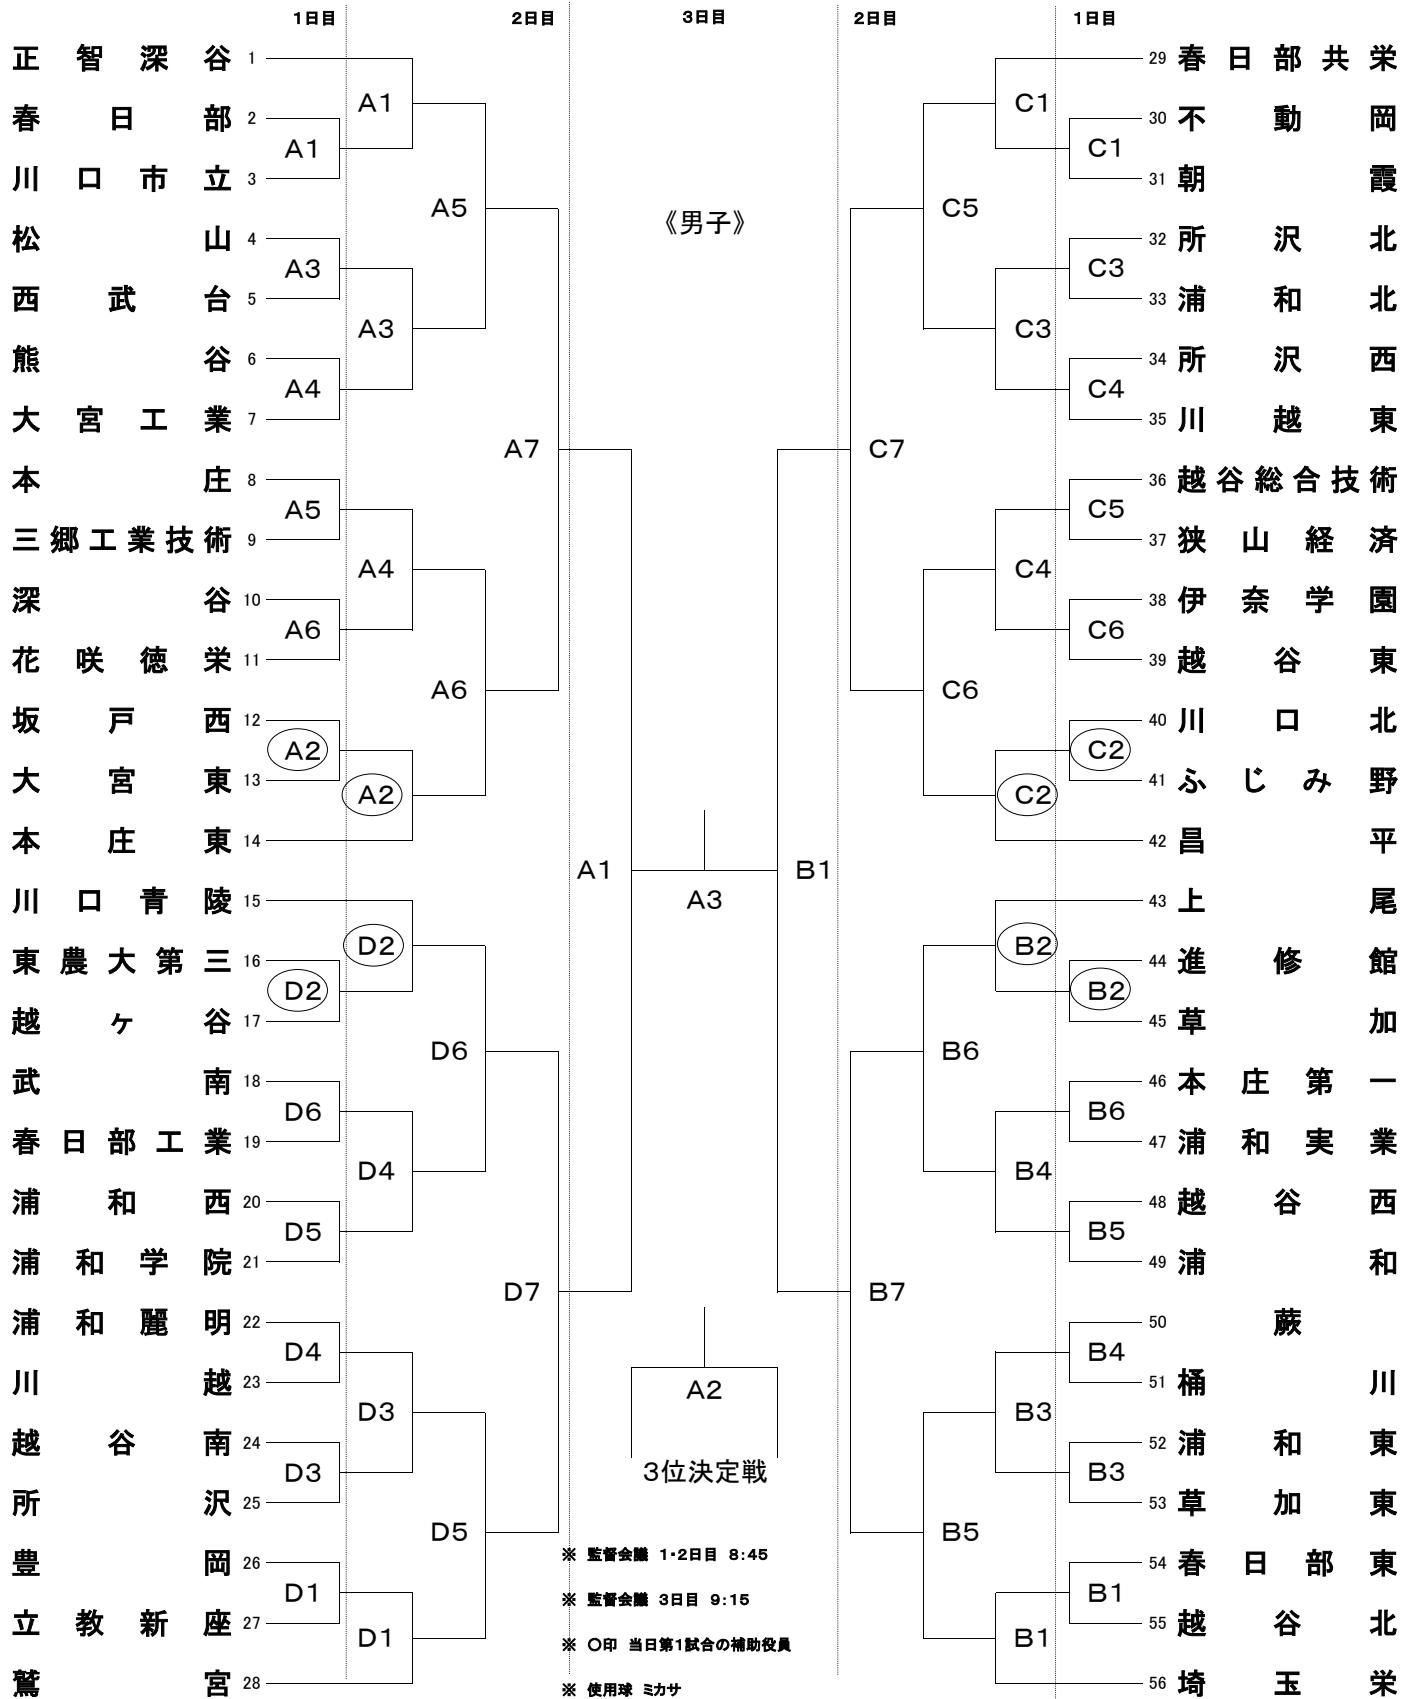 1日目 2日目 3日目 2日目 1日目
正智深谷 1 29 春日部共栄
A1 C1
春日部 2 30 不動岡
A1 C1
川口市立 3 31 朝霞
A5 《男子》 C5
松山 4 32 所沢北
A3 C3
西武台 5 33 浦和北
A3 C3
熊谷 6 34 所沢西
A4 C4
大宮工業 7 35 川越東
A7 C7
本庄 8 36 越谷総合技術
A5 C5
三郷工業技術 9 37 狭山経済
A4 C4
深谷 10 38 伊奈学園
A6 C6
花咲徳栄 11 39 越谷東
A6 C6
坂戸西 12 40 川口北
A2 C2
大宮東 13 41 ふじみ野
A2 C2
本庄東 14 42 昌平
A1 B1
川口青陵 15 A3 43 上尾
D2 B2
東農大第三 16 44 進修館
D2 B2
越ヶ谷 17 45 草加
D6 B6
武南 18 46 本庄第一
D6 B6
春日部工業 19 47 浦和実業
D4 B4
浦和西 20 48 越谷西
D5 B5
浦和学院 21 49 浦和
D7 B7
浦和麗明 22 50 蕨
D4 B4
川越 23 A2 51 桶川
D3 B3
越谷南 24 52 浦和東
D3 3位決定戦 B3
所沢 25 53 草加東
D5 B5
※ 監督会議 1・2日目 8:45
豊岡 26 54 春日部東
D1 ※ 監督会議 3日目 9:15 B1
立教新座 27 55 越谷北
D1 ※ ○印 当日第1試合の補助役員 B1
鷲宮 28 ※ 使用球 ミカサ 56 埼玉栄